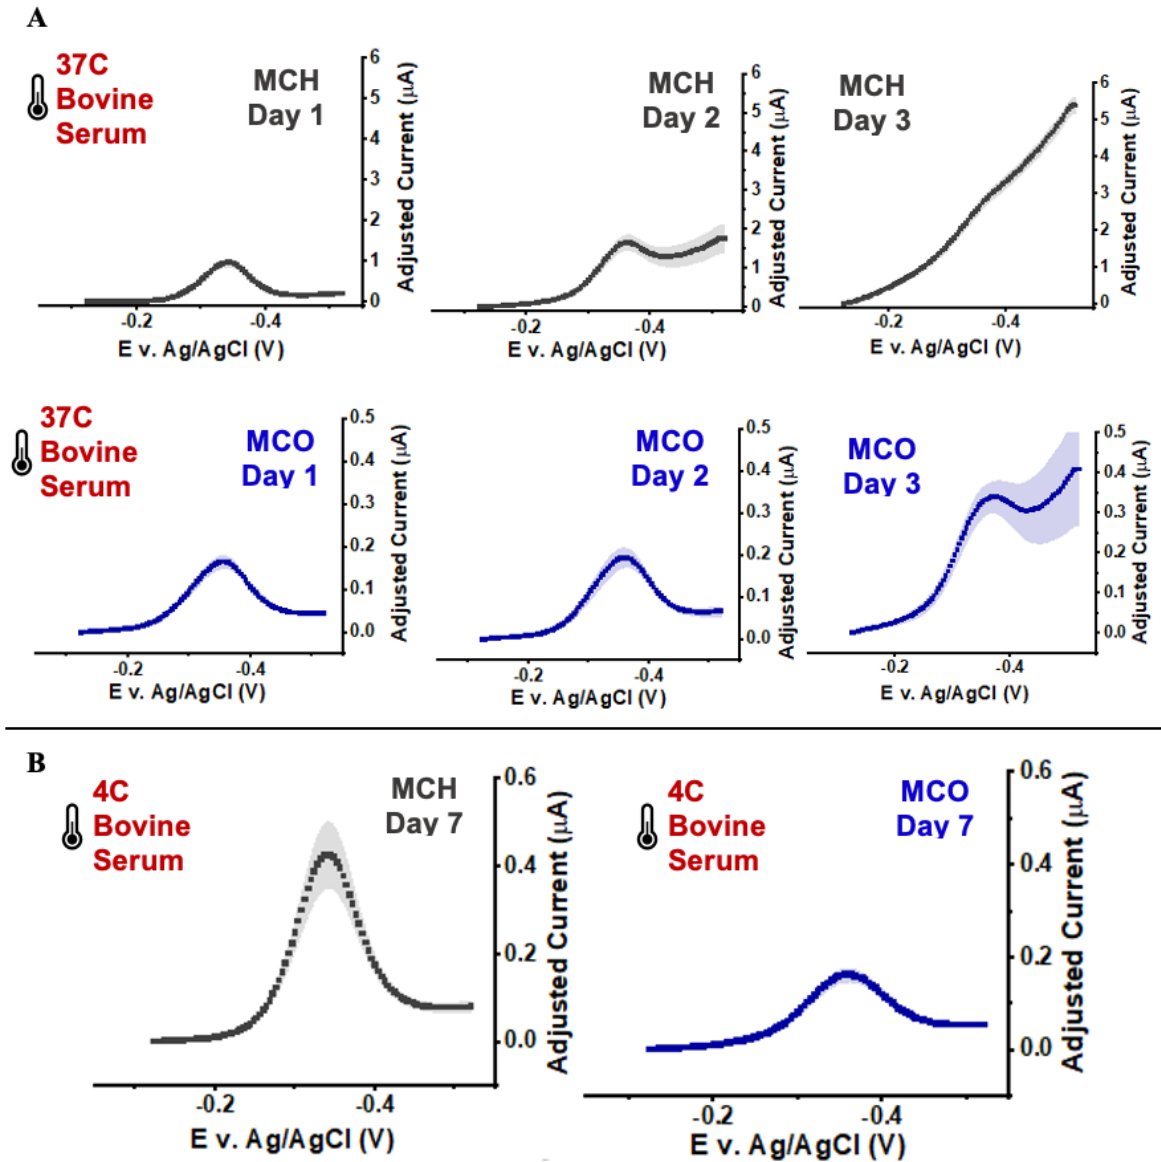 A
37C
Bovine
Serum
MCH
Day 1
6
5
4
3
2
1
0
Adjusted Current (μA)
-0.2
-0.4
E v. Ag/AgCl (V)
MCH
Day 2
6
5
4
3
2
1
0
Adjusted Current (μA)
-0.2
-0.4
E v. Ag/AgCl (V)
MCH
Day 3
6
5
4
3
2
1
0
Adjusted Current (μA)
-0.2
-0.4
E v. Ag/AgCl (V)
37C
Bovine
Serum
MCO
Day 1
0.5
0.4
0.3
0.2
0.1
0.0
Adjusted Current (μA)
-0.2
-0.4
E v. Ag/AgCl (V)
MCO
Day 2
0.5
0.4
0.3
0.2
0.1
0.0
Adjusted Current (μA)
-0.2
-0.4
E v. Ag/AgCl (V)
MCO
Day 3
0.5
0.4
0.3
0.2
0.1
0.0
Adjusted Current (μA)
-0.2
-0.4
E v. Ag/AgCl (V)
B
4C
Bovine
Serum
MCH
Day 7
0.6
0.4
0.2
0.0
Adjusted Current (μA)
-0.2
-0.4
E v. Ag/AgCl (V)
4C
Bovine
Serum
MCO
Day 7
0.6
0.4
0.2
0.0
Adjusted Current (μA)
-0.2
-0.4
E v. Ag/AgCl (V)